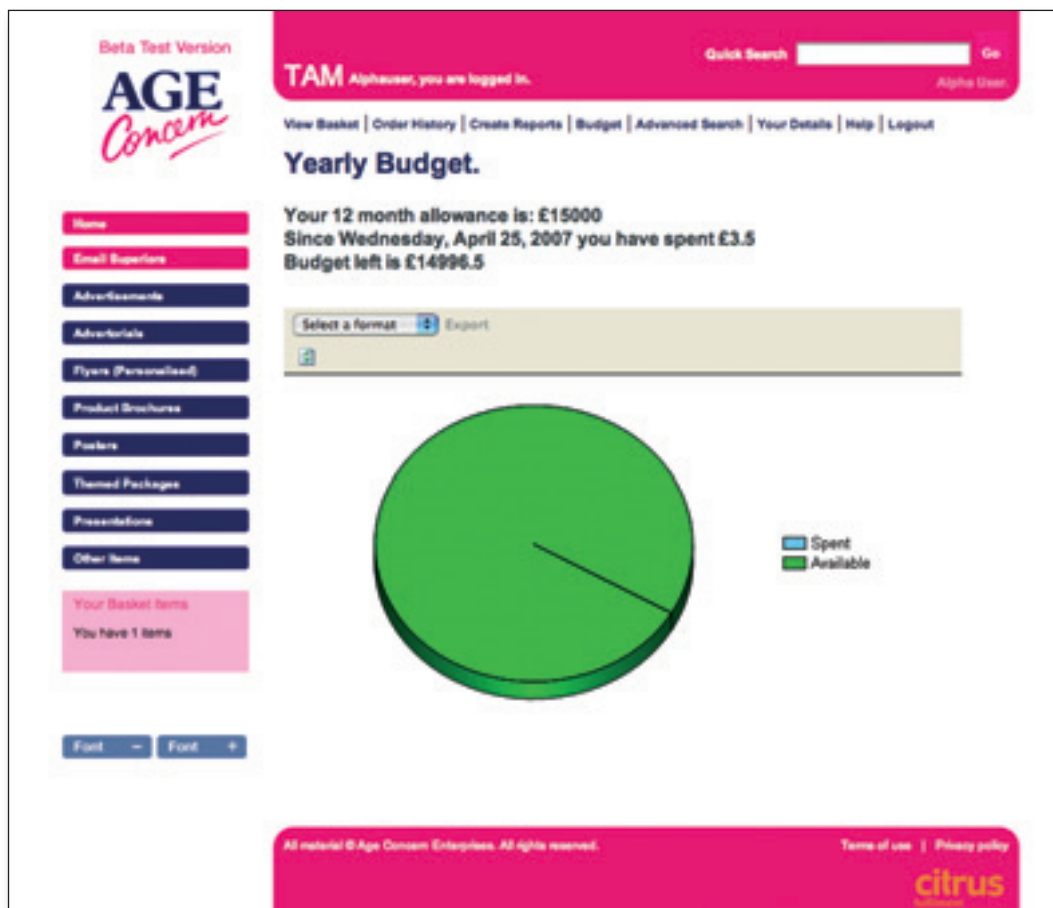 Beta Test Version
AGE
Concern
TAM Alphauser, you are logged in.
Quick Search
Go
Alpha User.
View Basket | Order History | Create Reports | Budget | Advanced Search | Your Details | Help | Logout
Yearly Budget.
Your 12 month allowance is: £15000
Since Wednesday, April 25, 2007 you have spent £3.5
Budget left is £14996.5
Home
Email Superiors
Advertisements
Advertorials
Flyers (Personalised)
Product Brochures
Posters
Themed Packages
Presentations
Other Items
Select a format Export
Spent
Available
Your Basket Items
You have 1 items
Font - Font +
All material © Age Concern Enterprises. All rights reserved.
Terms of use | Privacy policy
citrus
fulfilment